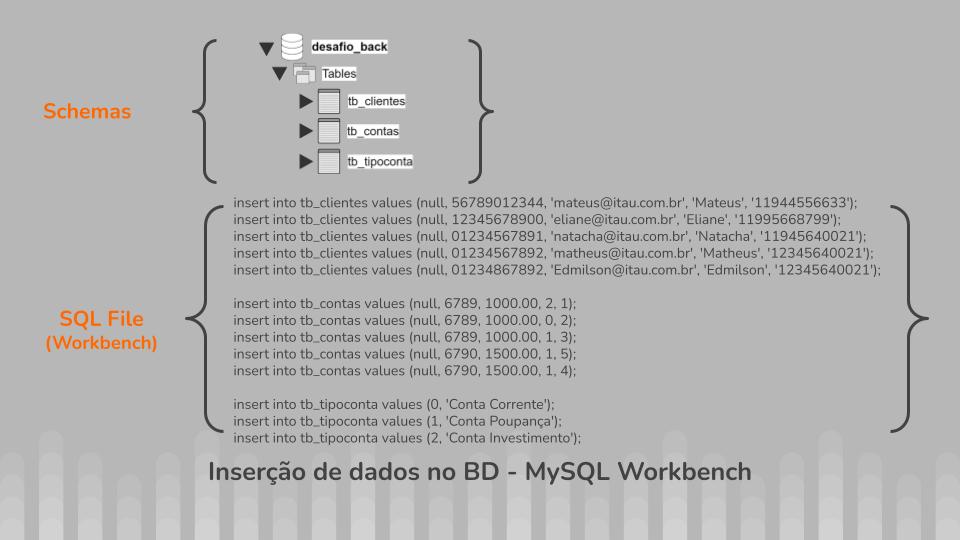 desafio_back
Tables
Schemas
tb_clientes
tb_contas
tb_tipoconta
insert into tb_clientes values (null, 56789012344, 'mateus@itau.com.br', 'Mateus', '11944556633');
insert into tb_clientes values (null, 12345678900, 'eliane@itau.com.br', 'Eliane', '11995668799');
insert into tb_clientes values (null, 01234567891, 'natacha@itau.com.br', 'Natacha', '11945640021');
insert into tb_clientes values (null, 01234567892, 'matheus@itau.com.br', 'Matheus', '12345640021');
insert into tb_clientes values (null, 01234867892, 'Edmilson@itau.com.br', 'Edmilson', '12345640021');
insert into tb_contas values (null, 6789, 1000.00, 2, 1);
insert into tb_contas values (null, 6789, 1000.00, 0, 2);
insert into tb_contas values (null, 6789, 1000.00, 1, 3);
insert into tb_contas values (null, 6790, 1500.00, 1, 5);
insert into tb_contas values (null, 6790, 1500.00, 1, 4);
SQL File
(Workbench)
insert into tb_tipoconta values (0, 'Conta Corrente');
insert into tb_tipoconta values (1, 'Conta Poupança');
insert into tb_tipoconta values (2, 'Conta Investimento');
Inserção de dados no BD - MySQL Workbench